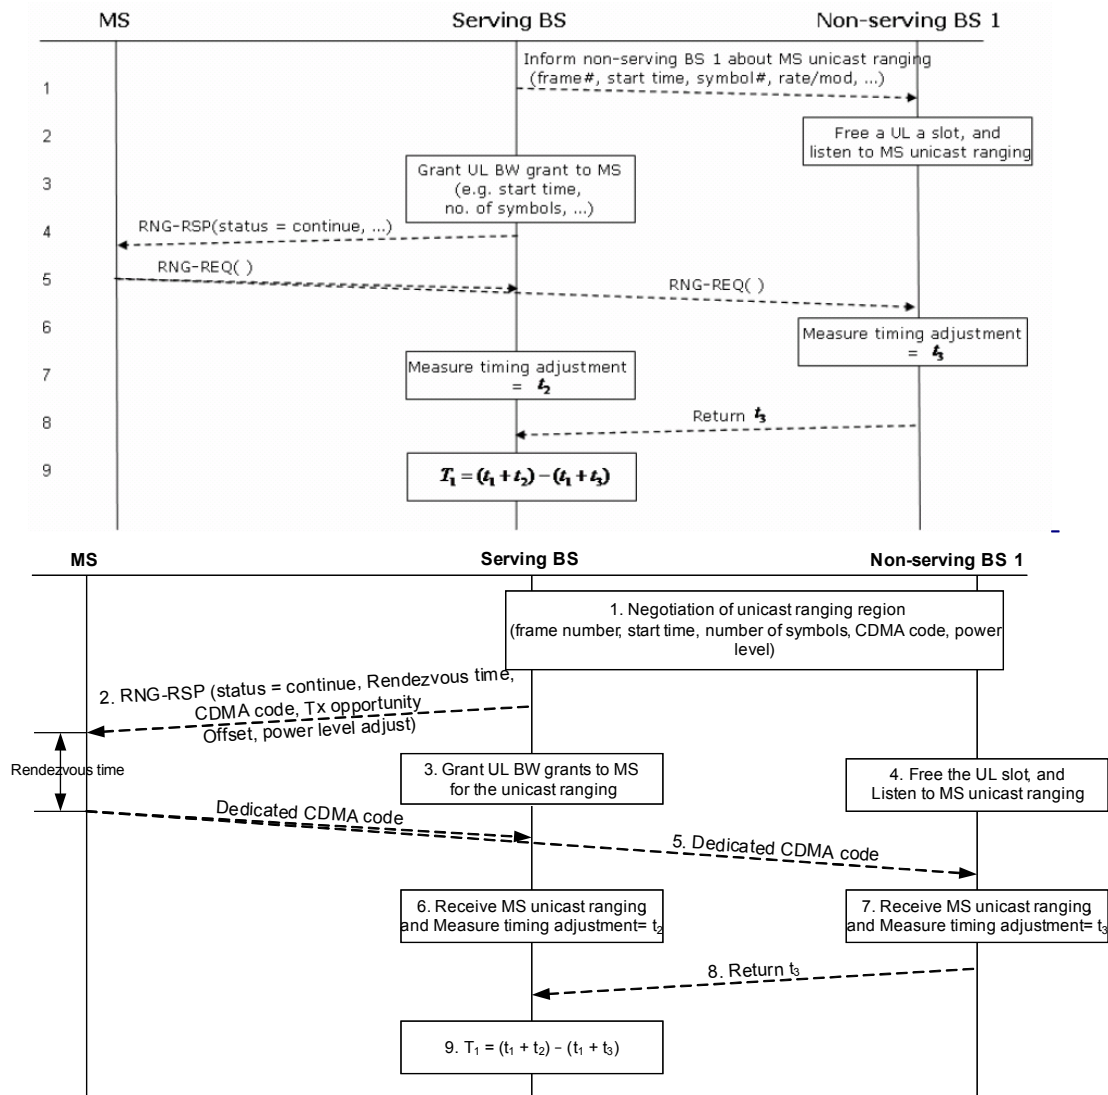 MS Serving BS Non-serving BS 1
Inform non-serving BS 1 about MS unicast ranging
1 (frame#, start time, symbol#, rate/mod, ...)
2 Free a UL a slot, and
listen to MS unicast ranging
3 Grant UL BW grant to MS
(e.g. start time,
no. of symbols, ...)
4 RNG-RSP(status = continue, ...)
5 RNG-REQ( ) RNG-REQ( )
6 Measure timing adjustment
= t3
7 Measure timing adjustment
= t2
8 Return t3
9 T1 = (t1 + t2) – (t1 + t3)
MS Serving BS Non-serving BS 1
1. Negotiation of unicast ranging region
(frame number, start time, number of symbols, CDMA code, power
level)
2. RNG-RSP (status = continue, Rendezvous time,
CDMA code, Tx opportunity
Offset, power level adjust)
Rendezvous time
3. Grant UL BW grants to MS
for the unicast ranging
4. Free the UL slot, and
Listen to MS unicast ranging
Dedicated CDMA code
5. Dedicated CDMA code
6. Receive MS unicast ranging
and Measure timing adjustment= t2
7. Receive MS unicast ranging
and Measure timing adjustment= t3
8. Return t3
9. T1 = (t1 + t2) – (t1 + t3)